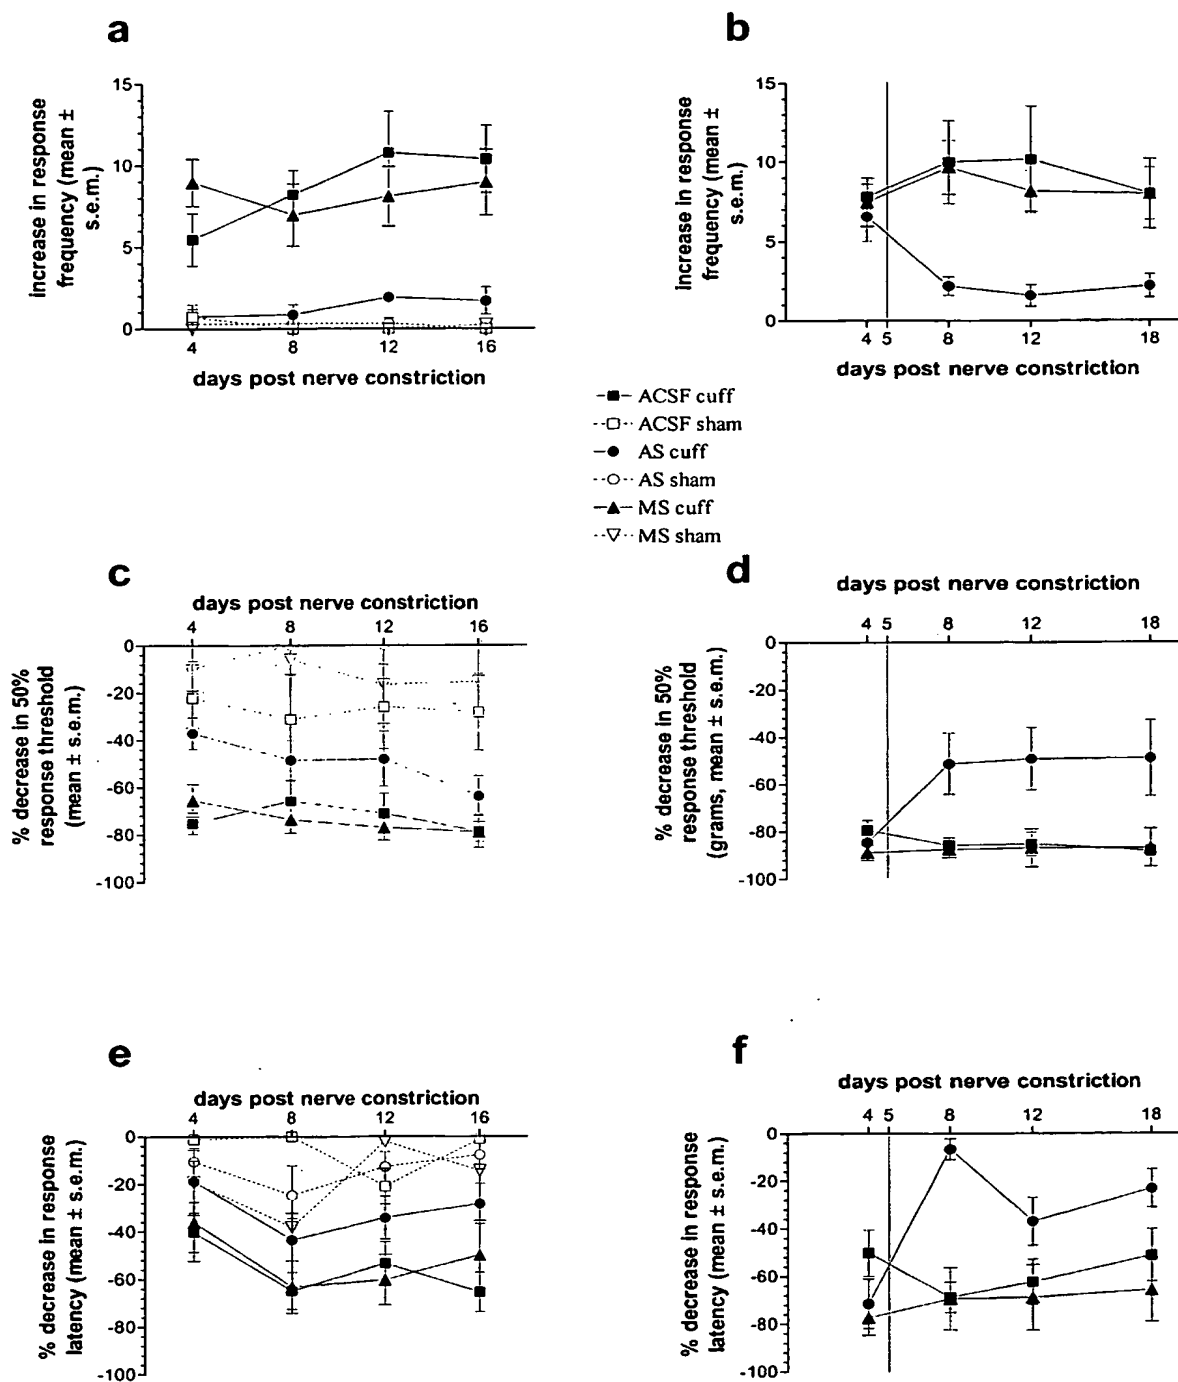 a
15
10
5
0
increase in response
frequency (mean ±
s.e.m.)
4 8 12 16
days post nerve constriction
b
15
10
5
0
increase in response
frequency (mean ±
s.e.m.)
4 5 8 12 18
days post nerve constriction
ACSF cuff
ACSF sham
AS cuff
AS sham
MS cuff
MS sham
c
days post nerve constriction
4 8 12 16
0
-20
-40
-60
-80
-100
% decrease in 50%
response threshold
(mean ± s.e.m.)
d
days post nerve constriction
4 5 8 12 18
0
-20
-40
-60
-80
-100
% decrease in 50%
response threshold
(grams, mean ± s.e.m.)
e
days post nerve constriction
4 8 12 16
0
-20
-40
-60
-80
-100
% decrease in response
latency (mean ± s.e.m.)
f
days post nerve constriction
4 5 8 12 18
0
-20
-40
-60
-80
-100
% decrease in response
latency (mean ± s.e.m.)